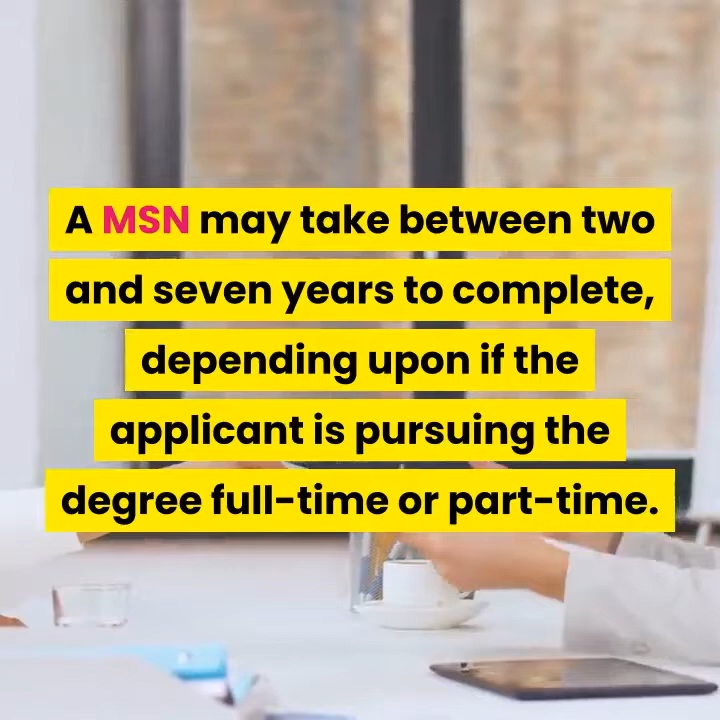 A MSN may take between two
and seven years to complete,
depending upon if the
applicant is pursuing the
degree full-time or part-time.